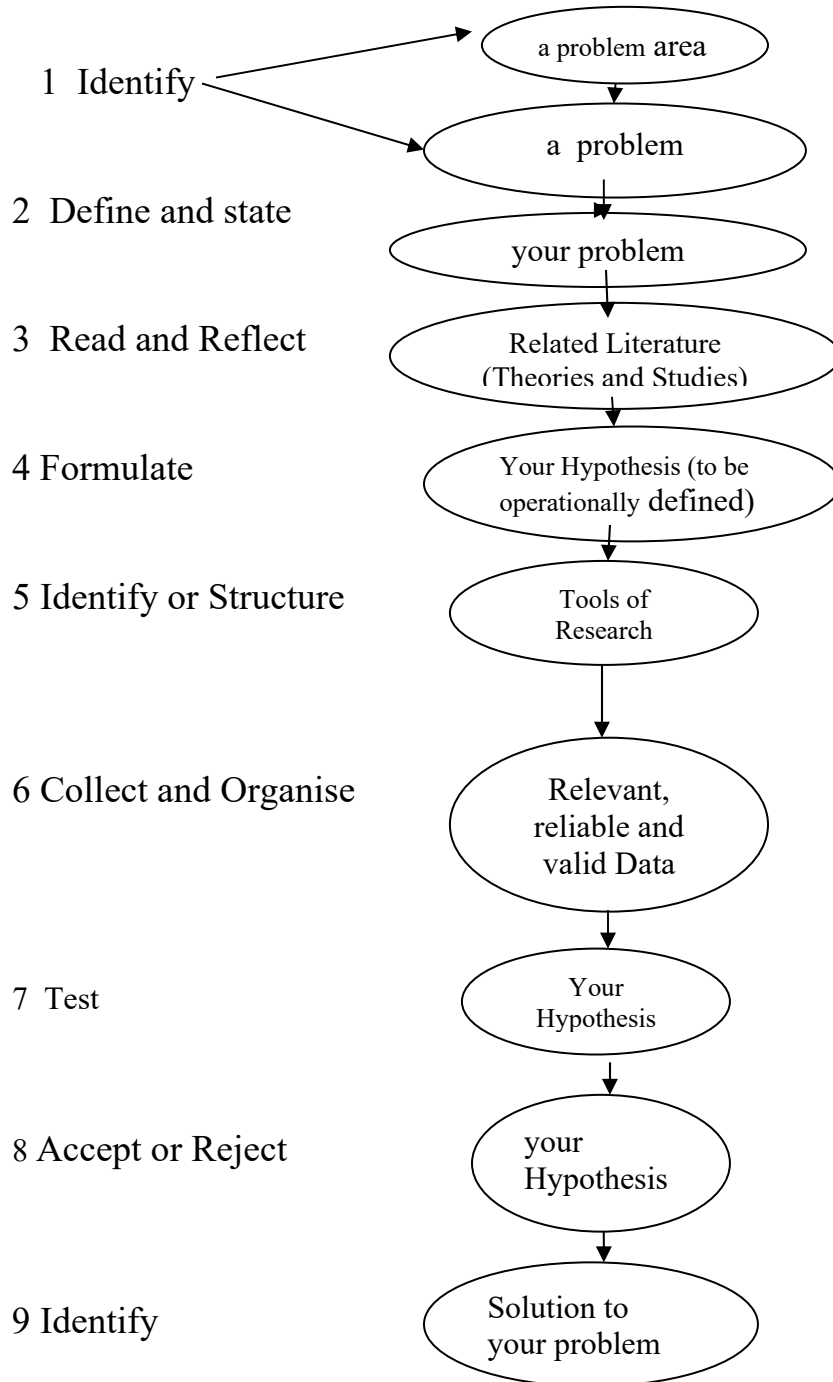 a problem area
1 Identify
a problem
2 Define and state
your problem
3 Read and Reflect
Related Literature
(Theories and Studies)
4 Formulate
Your Hypothesis (to be
operationally defined)
5 Identify or Structure
Tools of
Research
6 Collect and Organise
Relevant,
reliable and
valid Data
7 Test
Your
Hypothesis
8 Accept or Reject
your
Hypothesis
9 Identify
Solution to
your problem